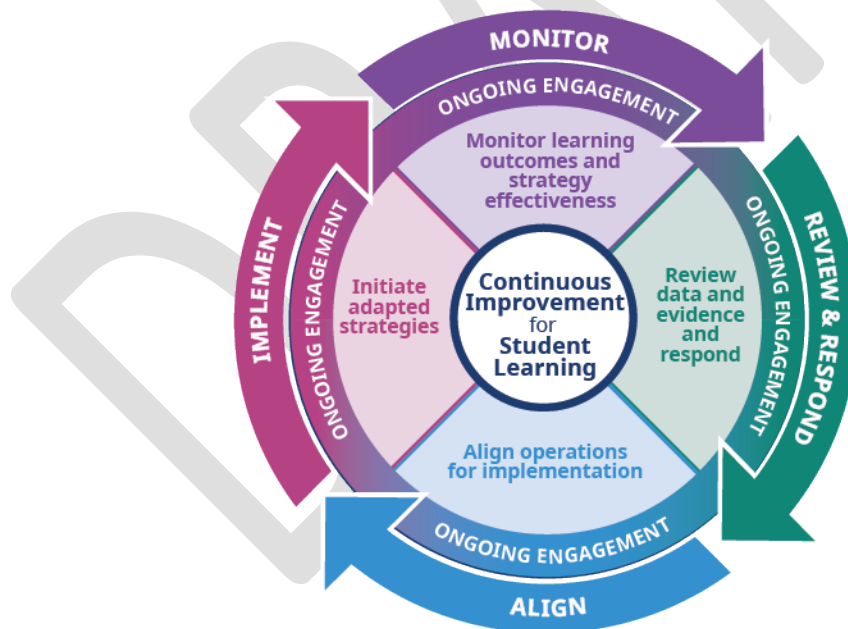 MONITOR
ONGOING ENGAGEMENT
Monitor learning
outcomes and
strategy
effectiveness
REVIEW & RESPOND
ONGOING ENGAGEMENT
Review
data and
evidence
and
respond
ALIGN
ONGOING ENGAGEMENT
Align operations
for implementation
IMPLEMENT
ONGOING ENGAGEMENT
Initiate
adapted
strategies
Continuous
Improvement
for
Student
Learning